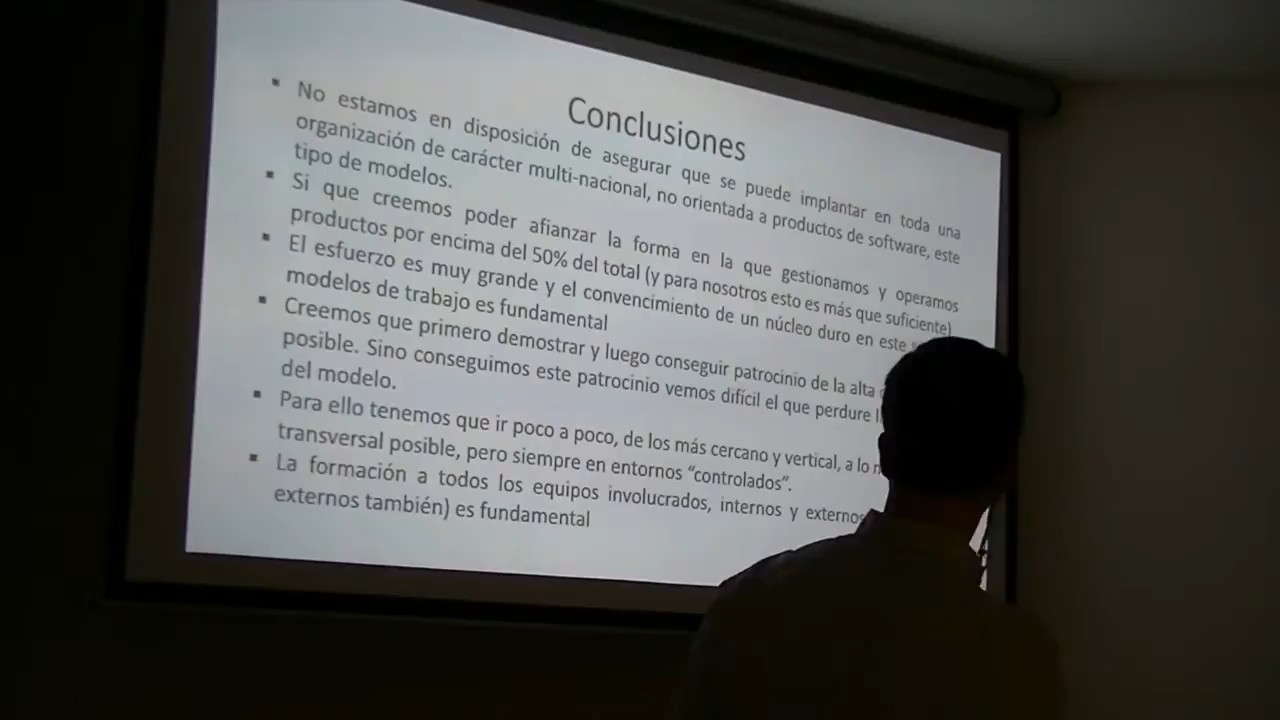 Conclusiones
▪ No estamos en disposición de asegurar que se puede implantar en toda una
organización de carácter multi-nacional, no orientada a productos de software, este
tipo de modelos.
▪ Si que creemos poder afianzar la forma en la que gestionamos y operamos
productos por encima del 50% del total (y para nosotros esto es más que suficiente)
▪ El esfuerzo es muy grande y el convencimiento de un núcleo duro en este
modelos de trabajo es fundamental
▪ Creemos que primero demostrar y luego conseguir patrocinio de la alta
posible. Sino conseguimos este patrocinio vemos difícil el que perdure
del modelo.
▪ Para ello tenemos que ir poco a poco, de los más cercano y vertical, a lo
transversal posible, pero siempre en entornos “controlados”.
▪ La formación a todos los equipos involucrados, internos y externos
externos también) es fundamental